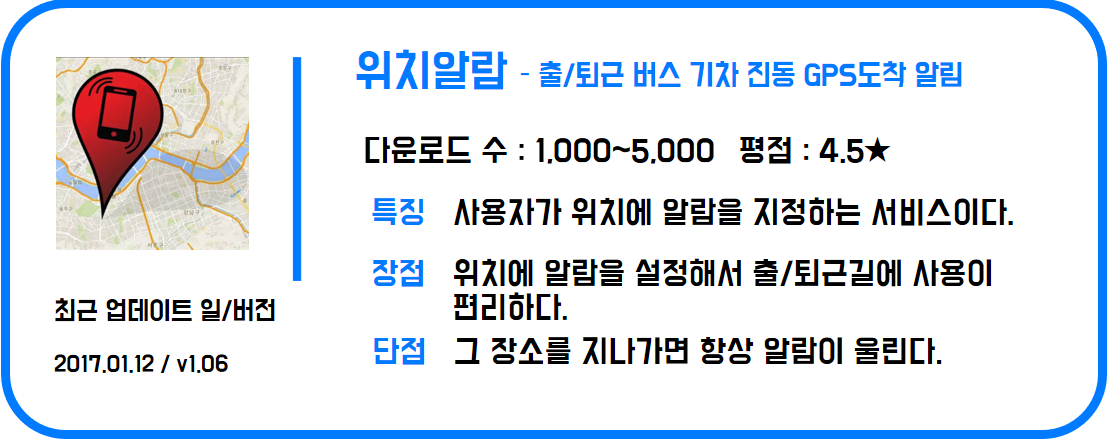 위치알람 - 출/퇴근 버스 기차 진동 GPS도착 알림
다운로드 수 : 1,000~5,000 평점 : 4.5★
특징 사용자가 위치에 알람을 지정하는 서비스이다.
장점 위치에 알람을 설정해서 출/퇴근길에 사용이
편리하다.
단점 그 장소를 지나가면 항상 알람이 울린다.
최근 업데이트 일/버전
2017.01.12 / v1.06